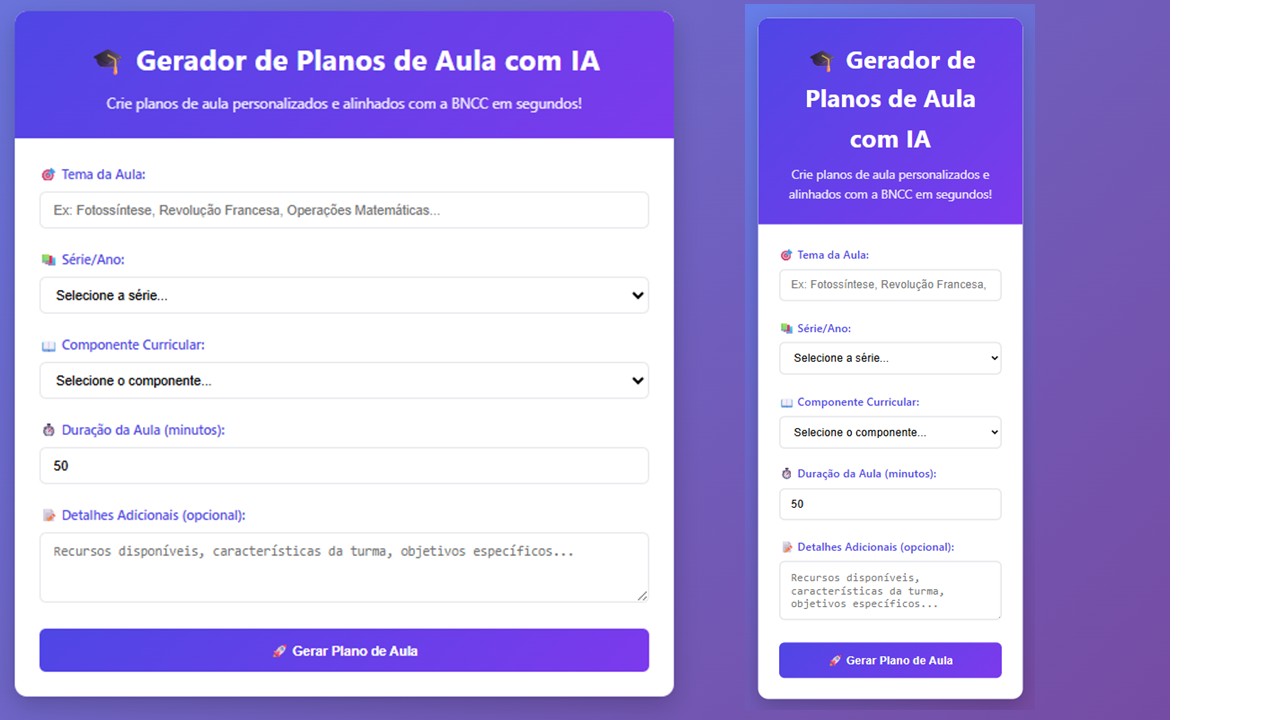 🎓 Gerador de Planos de Aula com IA
Crie planos de aula personalizados e alinhados com a BNCC em segundos!
🎯 Tema da Aula:
Ex: Fotossíntese, Revolução Francesa, Operações Matemáticas...
📚 Série/Ano:
Selecione a série...
📖 Componente Curricular:
Selecione o componente...
⏱️ Duração da Aula (minutos):
50
📝 Detalhes Adicionais (opcional):
Recursos disponíveis, características da turma, objetivos específicos...
🚀 Gerar Plano de Aula
🎓 Gerador de
Planos de Aula
com IA
Crie planos de aula personalizados e
alinhados com a BNCC em segundos!
🎯 Tema da Aula:
Ex: Fotossíntese, Revolução Francesa,
📚 Série/Ano:
Selecione a série...
📖 Componente Curricular:
Selecione o componente...
⏱️ Duração da Aula (minutos):
50
📝 Detalhes Adicionais (opcional):
Recursos disponíveis,
características da turma,
objetivos específicos...
🚀 Gerar Plano de Aula